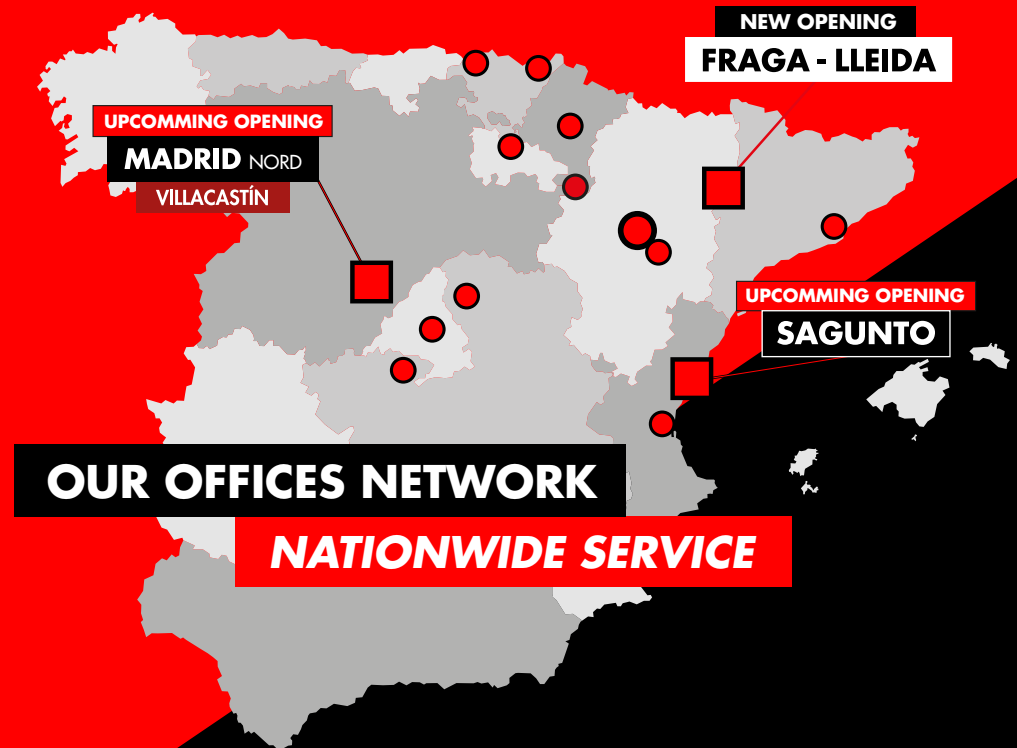 NEW OPENING
FRAGA - LLEIDA
UPCOMMING OPENING
MADRID NORD
VILLACASTÍN
UPCOMMING OPENING
SAGUNTO
OUR OFFICES NETWORK
NATIONWIDE SERVICE